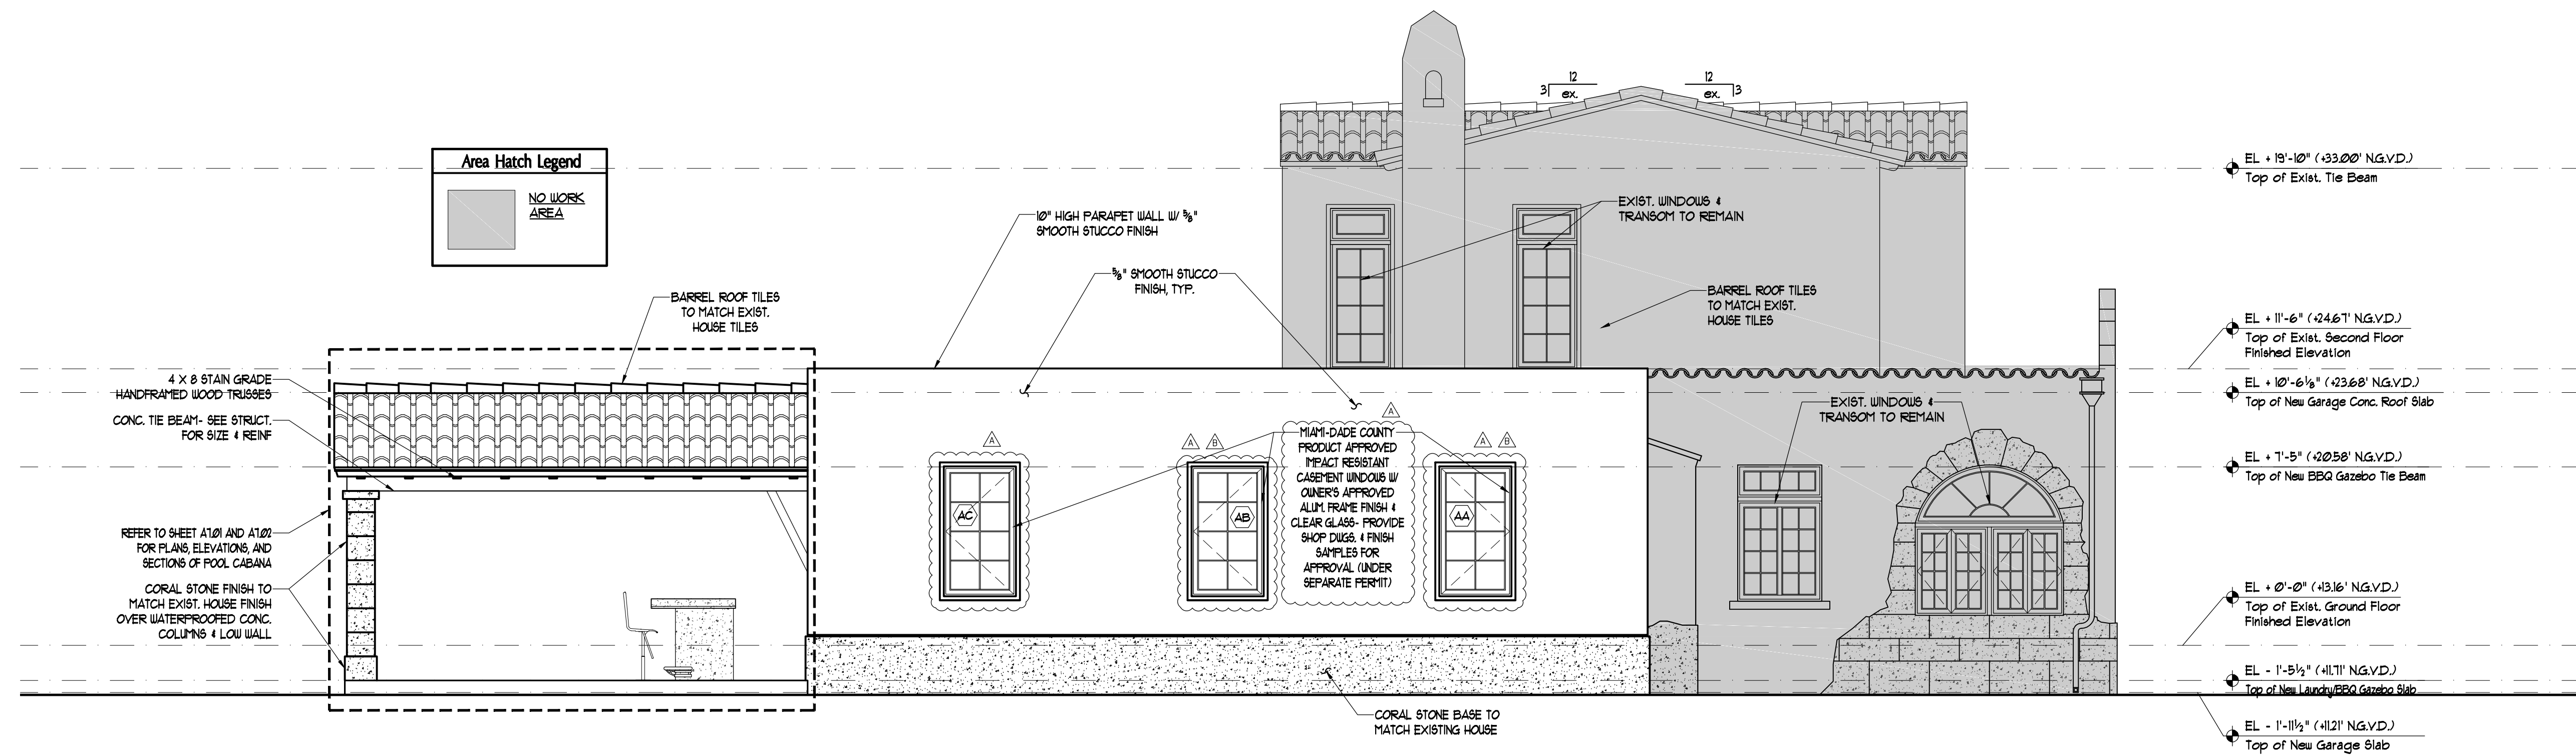 Area Hatch Legend
NO WORK
AREA
10" HIGH PARAPET WALL W/ 5/8"
SMOOTH STUCCO FINISH
5/8" SMOOTH STUCCO
FINISH, TYP.
BARREL ROOF TILES
TO MATCH EXIST.
HOUSE TILES
4 X 8 STAIN GRADE
HANDFRAMED WOOD TRUSSES
CONC. TIE BEAM- SEE STRUCT.
FOR SIZE & REINF
REFER TO SHEET A7.01 AND A7.02
FOR PLANS, ELEVATIONS, AND
SECTIONS OF POOL CABANA
CORAL STONE FINISH TO
MATCH EXIST. HOUSE FINISH
OVER WATERPROOFED CONC.
COLUMNS & LOW WALL
A
AC
A B
AB
A
MIAMI-DADE COUNTY
PRODUCT APPROVED
IMPACT RESISTANT
CASEMENT WINDOWS W/
OWNER'S APPROVED
ALUM. FRAME FINISH &
CLEAR GLASS- PROVIDE
SHOP DWGS. & FINISH
SAMPLES FOR
APPROVAL (UNDER
SEPARATE PERMIT)
A B
AA
CORAL STONE BASE TO
MATCH EXISTING HOUSE
12
3
ex.
12
3
ex.
EXIST. WINDOWS &
TRANSOM TO REMAIN
BARREL ROOF TILES
TO MATCH EXIST.
HOUSE TILES
EXIST. WINDOWS &
TRANSOM TO REMAIN
EL + 19'-10" (+33.00' N.G.V.D.)
Top of Exist. Tie Beam
EL + 11'-6" (+24.67' N.G.V.D.)
Top of Exist. Second Floor
Finished Elevation
EL + 10'-6 1/8" (+23.68' N.G.V.D.)
Top of New Garage Conc. Roof Slab
EL + 7'-5" (+20.58' N.G.V.D.)
Top of New BBQ Gazebo Tie Beam
EL + 0'-0" (+13.16' N.G.V.D.)
Top of Exist. Ground Floor
Finished Elevation
EL - 1'-5 1/2" (+11.71' N.G.V.D.)
Top of New Laundry/BBQ Gazebo Slab
EL - 1'-11 1/2" (+11.21' N.G.V.D.)
Top of New Garage Slab